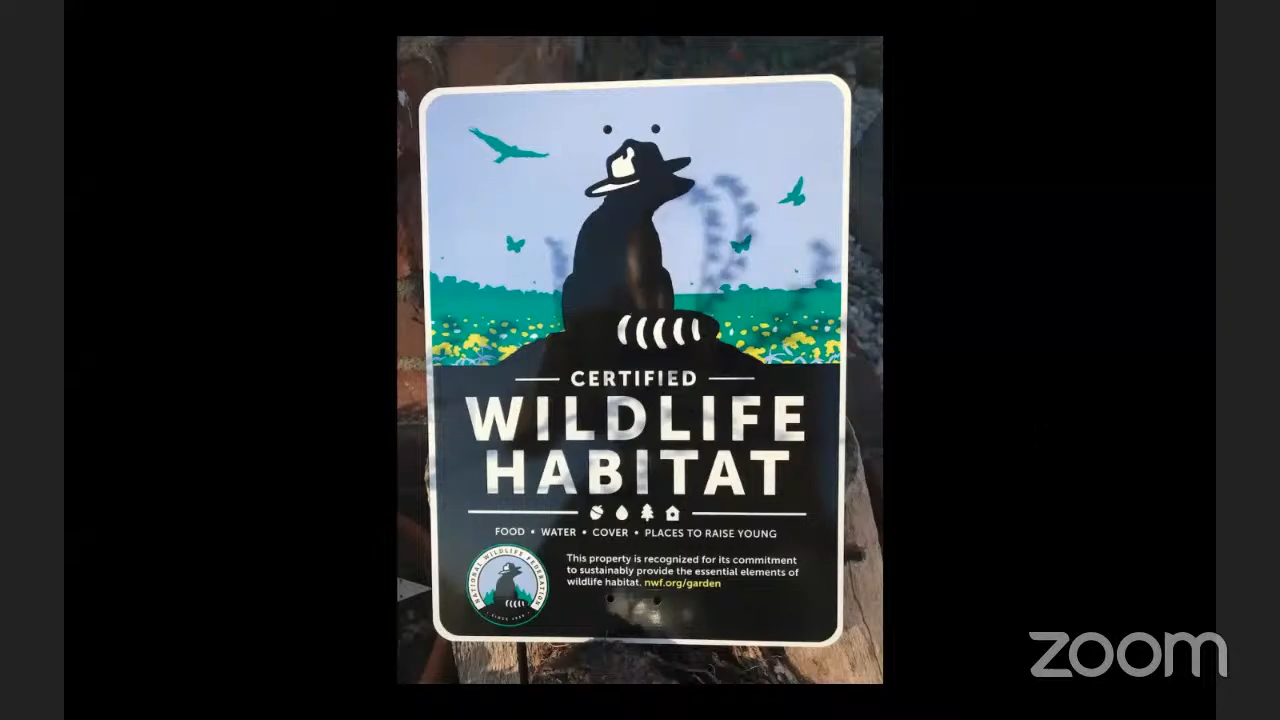 CERTIFIED
WILDLIFE
HABITAT
FOOD • WATER • COVER • PLACES TO RAISE YOUNG
This property is recognized for its commitment
to sustainably provide the essential elements of
wildlife habitat. nwf.org/garden
NATIONAL WILDLIFE FEDERATION
zoom